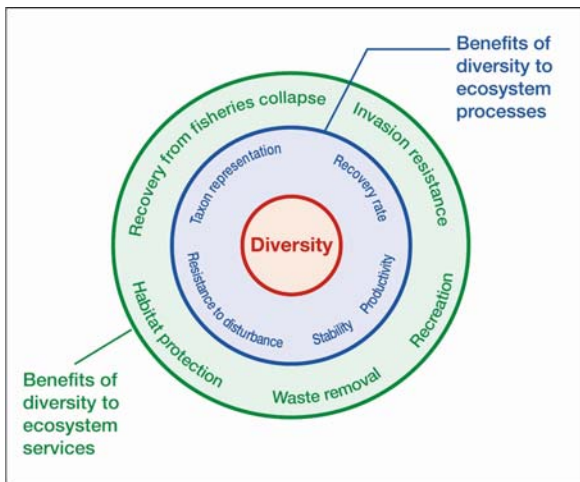 Benefits of
diversity to
ecosystem
processes
Recovery from fisheries collapse
Invasion resistance
Taxon representation
Recovery rate
Diversity
Resistance to disturbance
Stability
Productivity
Habitat protection
Waste removal
Recreation
Benefits of
diversity to
ecosystem
services